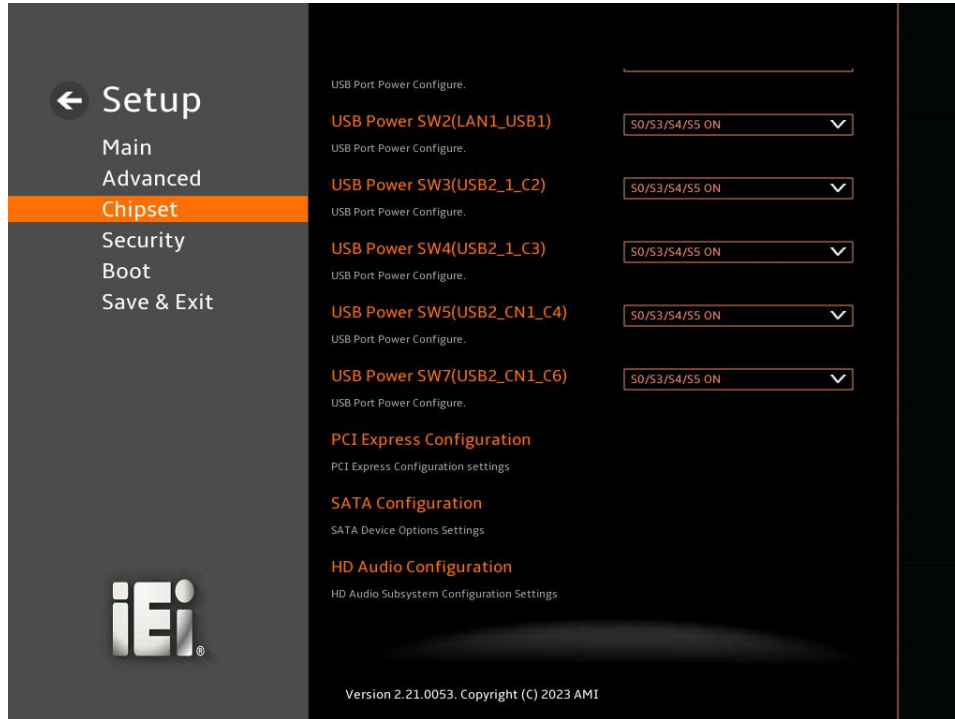 Setup
Main
Advanced
Chipset
Security
Boot
Save & Exit
iEi®
USB Port Power Configure.
USB Power SW2(LAN1_USB1)
S0/S3/S4/S5 ON
USB Port Power Configure.
USB Power SW3(USB2_1_C2)
S0/S3/S4/S5 ON
USB Port Power Configure.
USB Power SW4(USB2_1_C3)
S0/S3/S4/S5 ON
USB Port Power Configure.
USB Power SW5(USB2_CN1_C4)
S0/S3/S4/S5 ON
USB Port Power Configure.
USB Power SW7(USB2_CN1_C6)
S0/S3/S4/S5 ON
USB Port Power Configure.
PCI Express Configuration
PCI Express Configuration settings
SATA Configuration
SATA Device Options Settings
HD Audio Configuration
HD Audio Subsystem Configuration Settings
Version 2.21.0053. Copyright (C) 2023 AMI